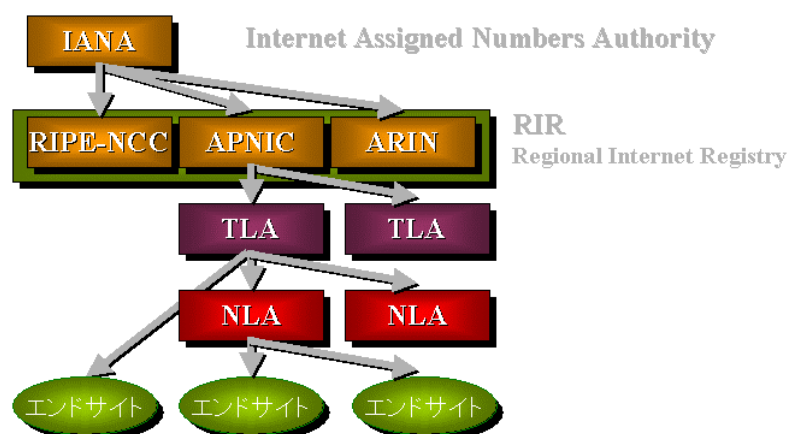 IANA
Internet Assigned Numbers Authority
RIPE-NCC
APNIC
ARIN
RIR
Regional Internet Registry
TLA
TLA
NLA
NLA
エンドサイト
エンドサイト
エンドサイト